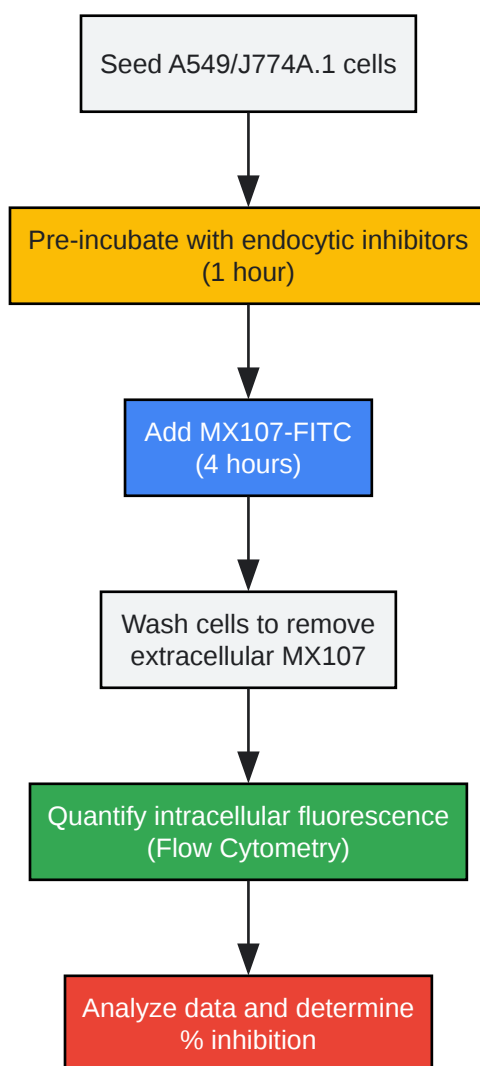 Seed A549/J774A.1 cells
Pre-incubate with endocytic inhibitors
(1 hour)
Add MX107-FITC
(4 hours)
Wash cells to remove
extracellular MX107
Quantify intracellular fluorescence
(Flow Cytometry)
Analyze data and determine
% inhibition